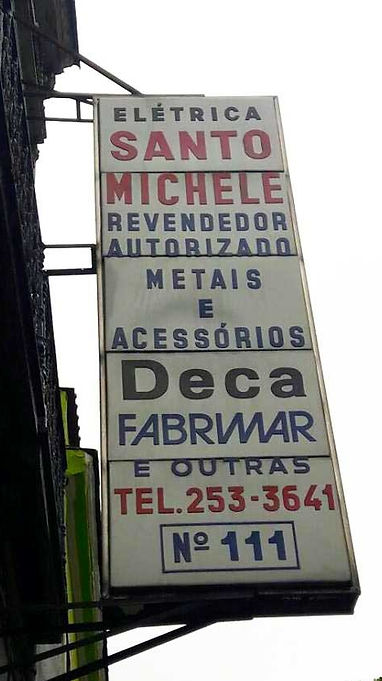 ELÉTRICA
SANTO
MICHELE
REVENDEDOR
AUTORIZADO
METAIS
E
ACESSÓRIOS
Deca
FABRIMAR
E OUTRAS
TEL.253-3641
Nº 111